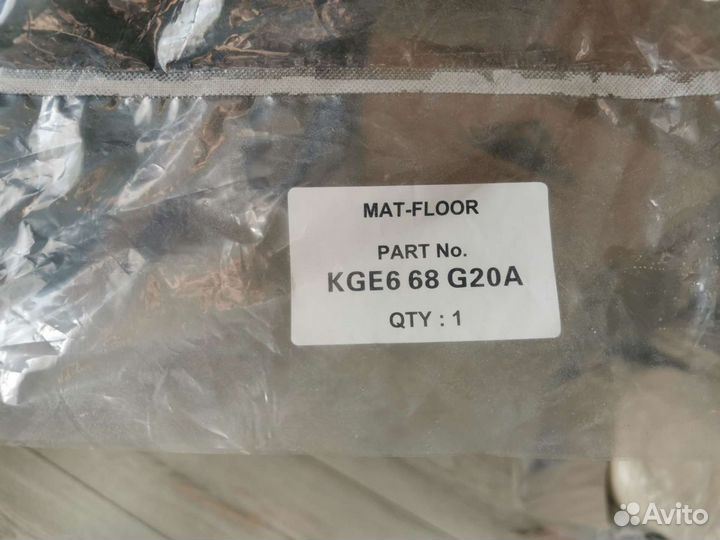 MAT-FLOOR
PART No.
KGE6 68 G20A
QTY : 1
Avito